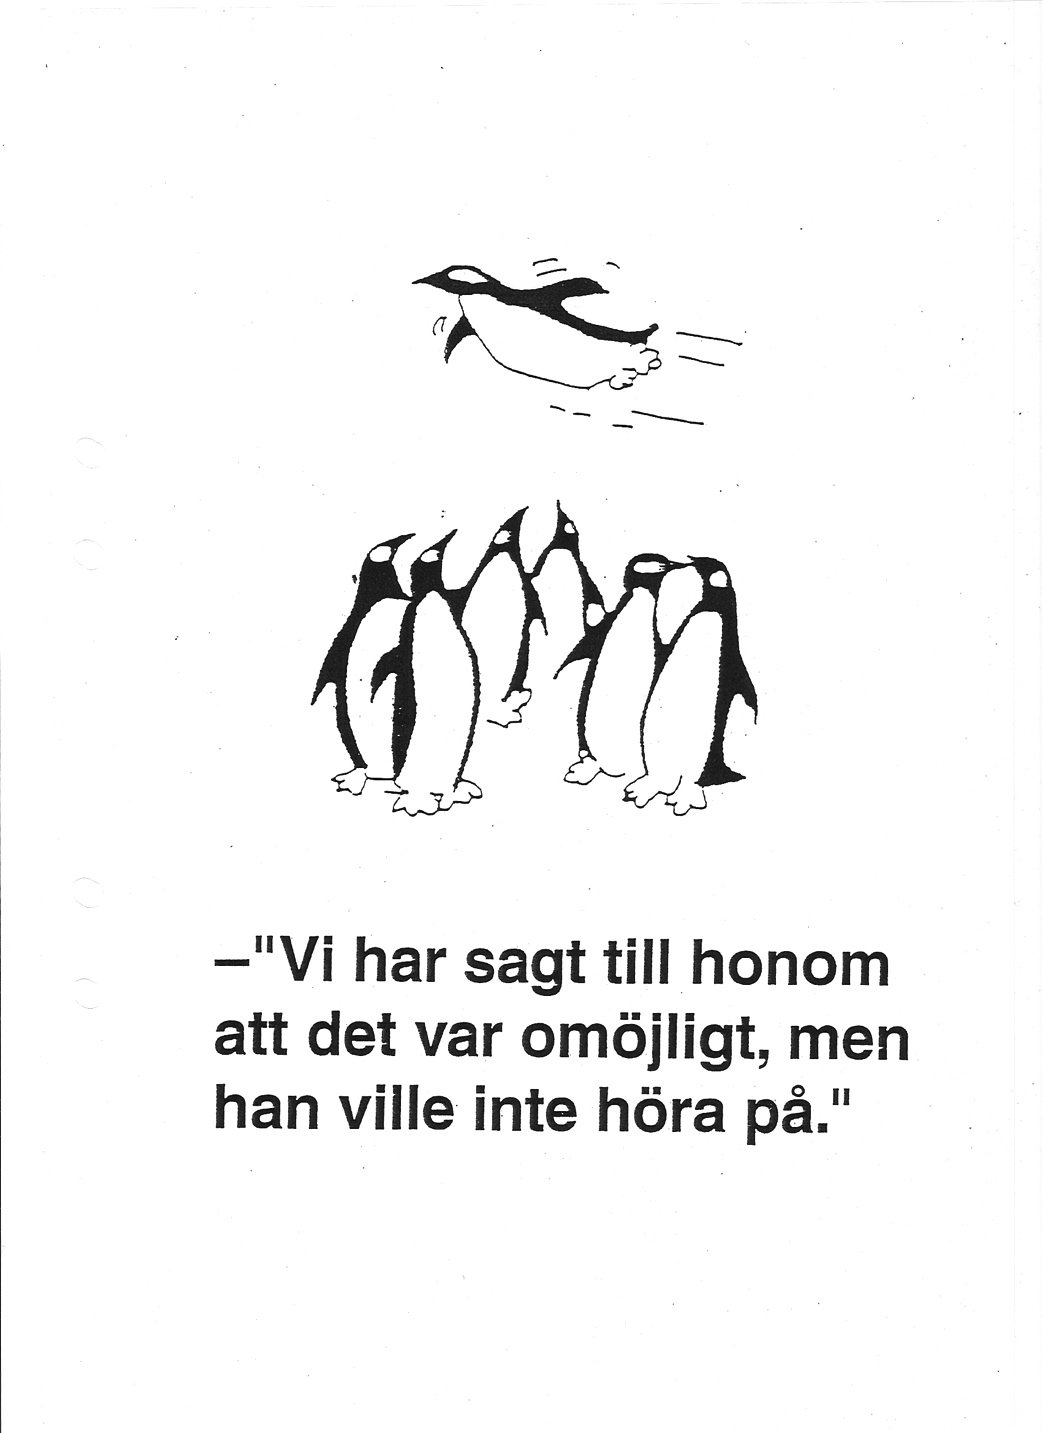 –"Vi har sagt till honom
att det var omöjligt, men
han ville inte höra på."